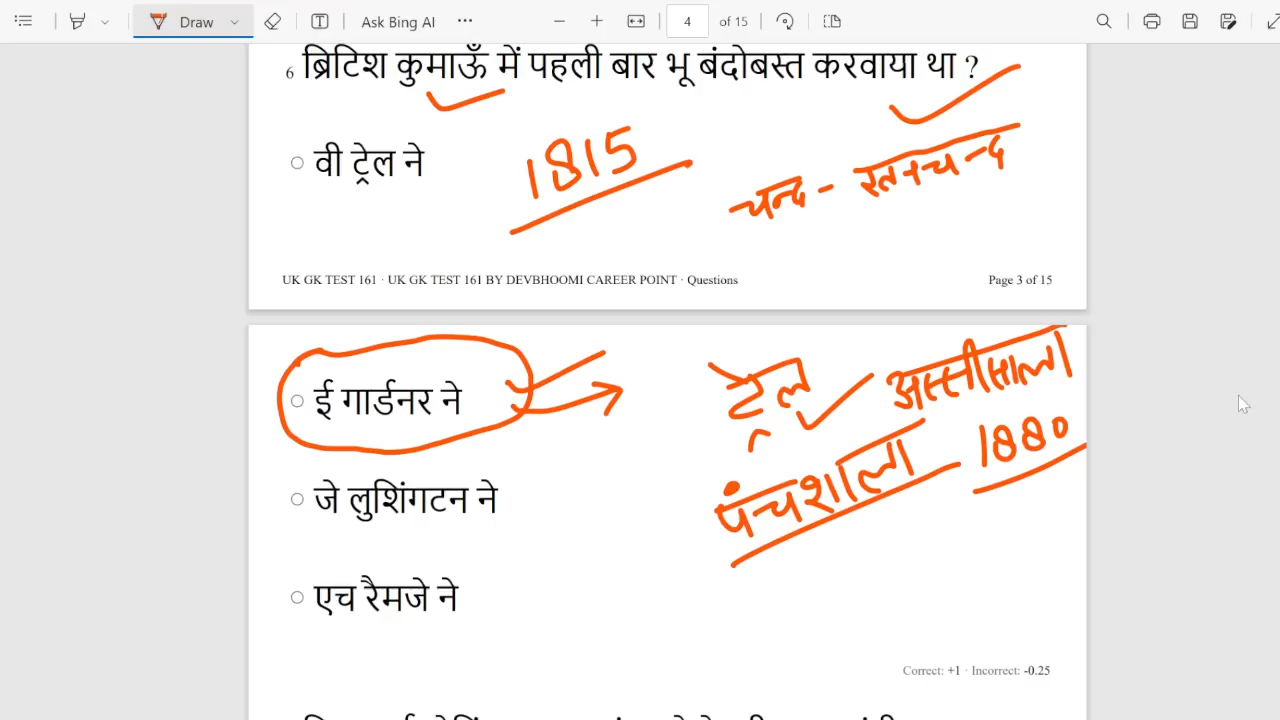 Draw
Ask Bing AI
4 of 15
6 ब्रिटिश कुमाऊँ में पहली बार भू बंदोबस्त करवाया था ?
वी ट्रेल ने
1815
चन्द - रतनचन्द
UK GK TEST 161 · UK GK TEST 161 BY DEVBHOOMI CAREER POINT · Questions
Page 3 of 15
ई गार्डनर ने
ट्रेल
अस्सीसाला
पंचशाला
1880
जे लुशिंगटन ने
एच रैमजे ने
Correct: +1 · Incorrect: -0.25